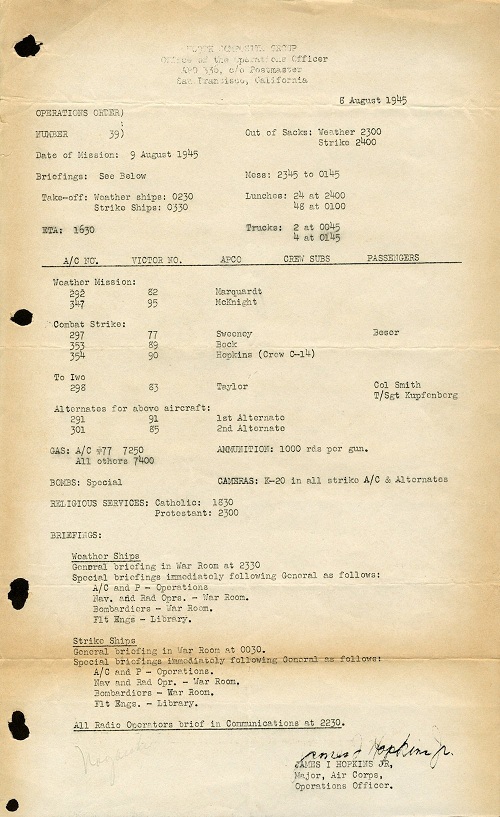 509TH COMPOSITE GROUP
Office of the Operations Officer
APO 336, c/o Postmaster
San Francisco, California
8 August 1945
OPERATIONS ORDER)
:
NUMBER 39)
Out of Sacks: Weather 2300
Strike 2400
Date of Mission: 9 August 1945
Briefings: See Below
Mess: 2345 to 0145
Take-off: Weather ships: 0230
Strike Ships: 0330
Lunches: 24 at 2400
48 at 0100
ETA: 1630
Trucks: 2 at 0045
4 at 0145
A/C NO. VICTOR NO. APCO CREW SUBS PASSENGERS
Weather Mission:
292 82 Marquardt
347 95 McKnight
Combat Strike:
297 77 Sweeney Beser
353 89 Bock
354 90 Hopkins (Crew C-14)
To Iwo
298 83 Taylor Col Smith
T/Sgt Kupfenberg
Alternates for above aircraft:
291 91 1st Alternate
301 85 2nd Alternate
GAS: A/C #77 7250
All others 7400
AMMUNITION: 1000 rds per gun.
BOMBS: Special
CAMERAS: K-20 in all strike A/C & Alternates
RELIGIOUS SERVICES: Catholic: 1830
Protestant: 2300
BRIEFINGS:
Weather Ships
General briefing in War Room at 2330
Special briefings immediately following General as follows:
A/C and P - Operations
Nav. and Rad Oprs. - War Room.
Bombardiers - War Room.
Flt Engs - Library.
Strike Ships
General briefing in War Room at 0030.
Special briefings immediately following General as follows:
A/C and P - Operations.
Nav and Rad Opr. - War Room.
Bombardiers - War Room.
Flt Engs. - Library.
All Radio Operators brief in Communications at 2230.
Nagasaki
James I Hopkins Jr.
JAMES I HOPKINS JR,
Major, Air Corps,
Operations Officer.